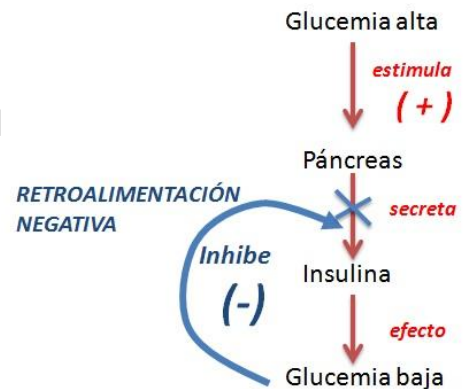 Glucemia alta
estimula
(+)
Páncreas
RETROALIMENTACIÓN
NEGATIVA
secreta
Inhibe
(-)
Insulina
efecto
Glucemia baja